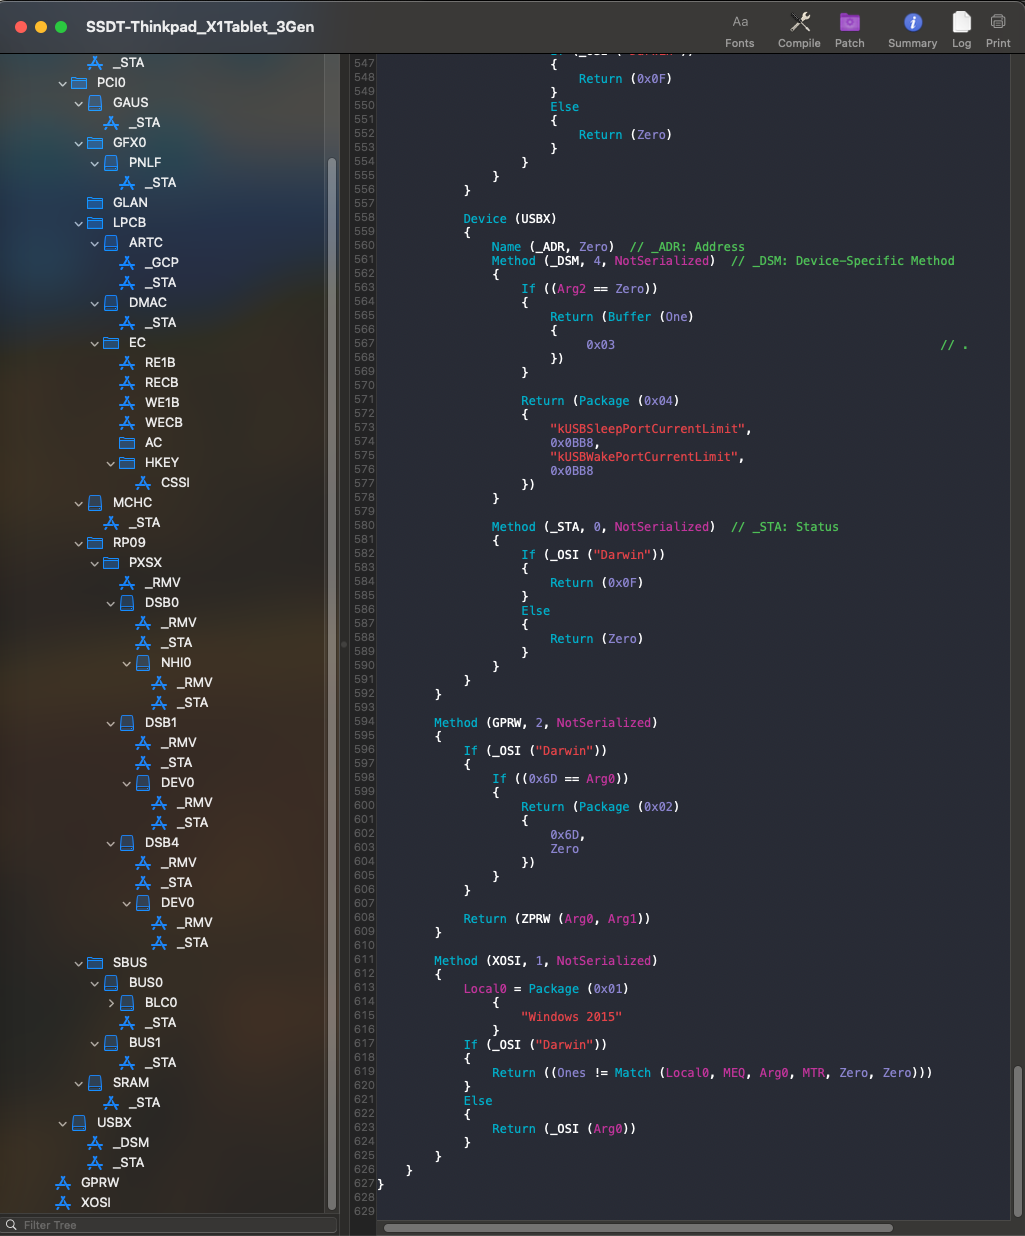 SSDT-Thinkpad_X1Tablet_3Gen
Aa
Fonts
Compile
Patch
Summary
Log
Print
_STA
PCI0
GAUS
_STA
GFX0
PNLF
_STA
GLAN
LPCB
ARTC
_GCP
_STA
DMAC
_STA
EC
RE1B
RECB
WE1B
WECB
AC
HKEY
CSSI
MCHC
_STA
RP09
PXSX
_RMV
DSB0
_RMV
_STA
NHI0
_RMV
_STA
DSB1
_RMV
_STA
DEV0
_RMV
_STA
DSB4
_RMV
_STA
DEV0
_RMV
_STA
SBUS
BUS0
BLC0
_STA
BUS1
_STA
SRAM
_STA
USBX
_DSM
_STA
GPRW
XOSI
Filter Tree
547
548 {
549 Return (0x0F)
550 }
551 Else
552 {
553 Return (Zero)
554 }
555 }
556 }
557 }
558 Device (USBX)
559 {
560 Name (_ADR, Zero) // _ADR: Address
561 Method (_DSM, 4, NotSerialized) // _DSM: Device-Specific Method
562 {
563 If ((Arg2 == Zero))
564 {
565 Return (Buffer (One)
566 {
567 0x03 // .
568 })
569 }
570
571 Return (Package (0x04)
572 {
573 "kUSBSleepPortCurrentLimit",
574 0x0BB8,
575 "kUSBWakePortCurrentLimit",
576 0x0BB8
577 })
578 }
579
580 Method (_STA, 0, NotSerialized) // _STA: Status
581 {
582 If (_OSI ("Darwin"))
583 {
584 Return (0x0F)
585 }
586 Else
587 {
588 Return (Zero)
589 }
590 }
591 }
592 }
593
594 Method (GPRW, 2, NotSerialized)
595 {
596 If (_OSI ("Darwin"))
597 {
598 If ((0x6D == Arg0))
599 {
600 Return (Package (0x02)
601 {
602 0x6D,
603 Zero
604 })
605 }
606 }
607
608 Return (ZPRW (Arg0, Arg1))
609 }
610
611 Method (XOSI, 1, NotSerialized)
612 {
613 Local0 = Package (0x01)
614 {
615 "Windows 2015"
616 }
617 If (_OSI ("Darwin"))
618 {
619 Return ((Ones != Match (Local0, MEQ, Arg0, MTR, Zero, Zero)))
620 }
621 Else
622 {
623 Return (_OSI (Arg0))
624 }
625 }
626 }
627 }
628
629